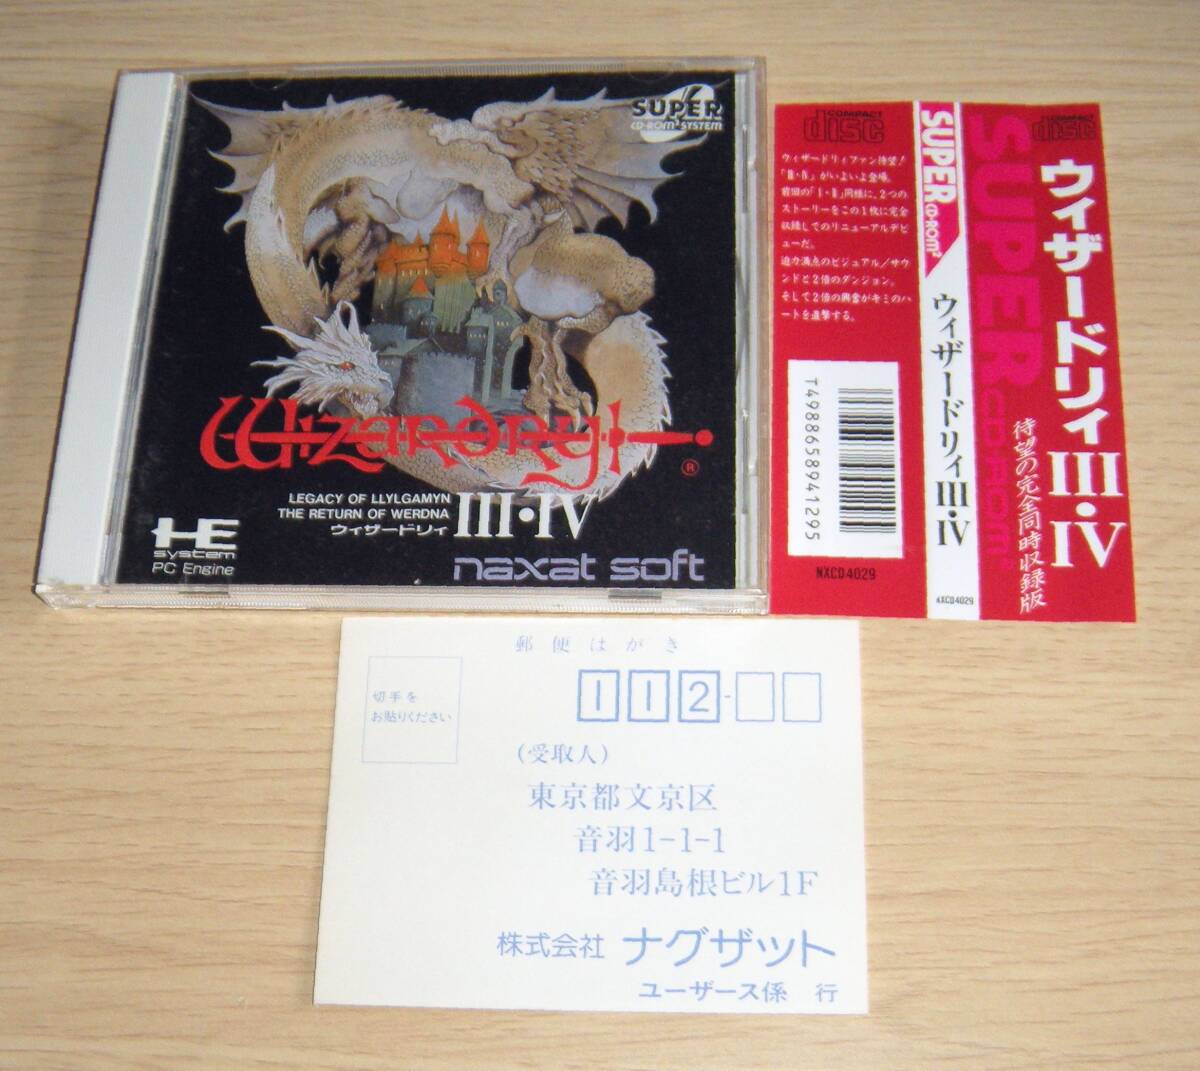 SUPER
CD-ROM² SYSTEM
Wizardry
®
LEGACY OF LLYLGAMYN
THE RETURN OF WERDNA
ウィザードリィ
III・IV
HE
system
PC Engine
naxat soft
COMPACT
disc
ウィザードリィファン待望！
「III・IV」がいよいよ登場。
前回の「I・II」同様に、2つの
ストーリーをこの1枚に完全
収録してのリニューアルデビ
ューだ。
迫力満点のビジュアル／サウ
ンドと2倍のダンジョン。
そして2倍の興奮がキミのハ
ートを直撃する。
T4988658941295
NXCD4029
SUPER CD-ROM²
ウィザードリィIII・IV
NXCD4029
COMPACT
disc
SUPER CD-ROM²
ウィザードリィIII・IV
待望の完全同時収録版
郵便はがき
切手を
お貼りください
112-
（受取人）
東京都文京区
音羽1-1-1
音羽島根ビル1F
株式会社 ナグザット
ユーザース係 行